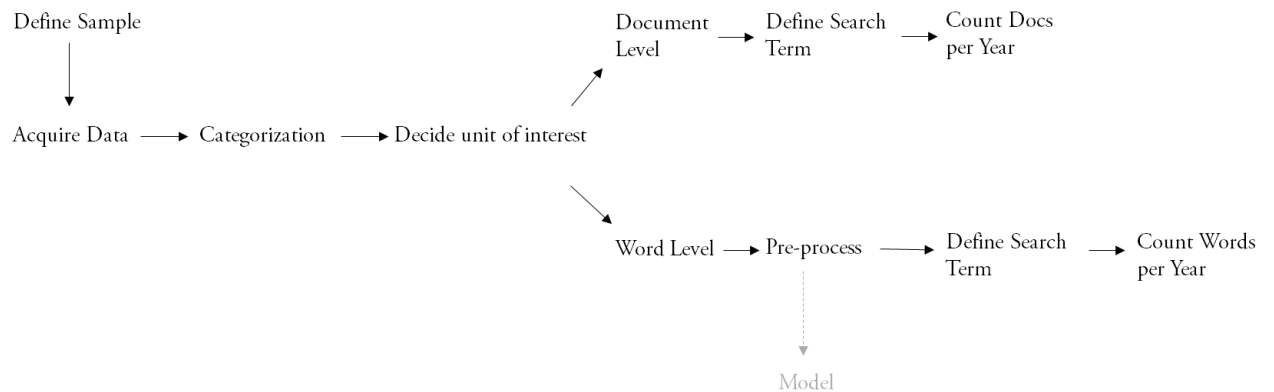 Define Sample
Document
Level
Define Search
Term
Count Docs
per Year
Acquire Data
Categorization
Decide unit of interest
Word Level
Pre-process
Define Search
Term
Count Words
per Year
Model